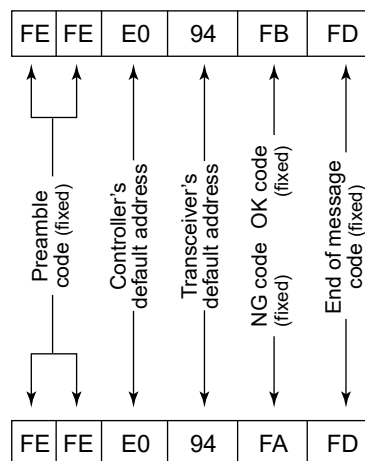 FE FE E0 94 FB FD
Preamble
code (fixed)
Controller's
default address
Transceiver's
default address
OK code
(fixed)
NG code
(fixed)
End of message
code (fixed)
FE FE E0 94 FA FD